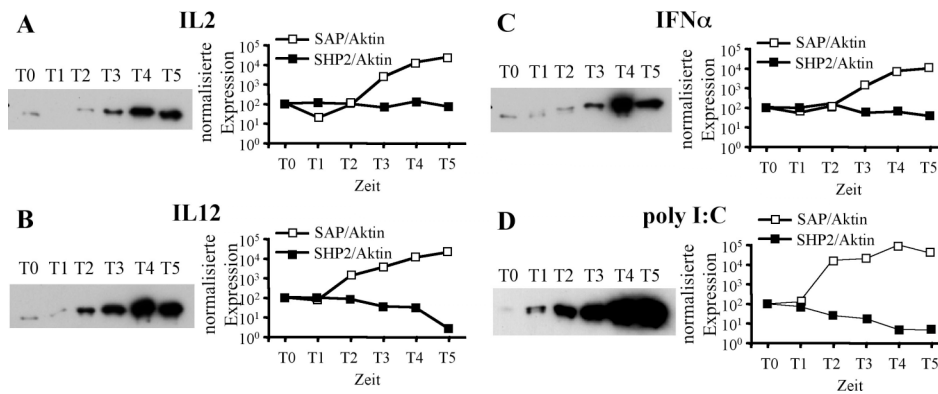 A
IL2
T0 T1 T2 T3 T4 T5
normalisierte
Expression
10⁵
10⁴
10³
10²
10¹
10⁰
SAP/Aktin
SHP2/Aktin
T0 T1 T2 T3 T4 T5
Zeit
C
IFNα
T0 T1 T2 T3 T4 T5
normalisierte
Expression
10⁵
10⁴
10³
10²
10¹
10⁰
SAP/Aktin
SHP2/Aktin
T0 T1 T2 T3 T4 T5
Zeit
B
IL12
T0 T1 T2 T3 T4 T5
normalisierte
Expression
10⁵
10⁴
10³
10²
10¹
10⁰
SAP/Aktin
SHP2/Aktin
T0 T1 T2 T3 T4 T5
Zeit
D
poly I:C
T0 T1 T2 T3 T4 T5
normalisierte
Expression
10⁵
10⁴
10³
10²
10¹
10⁰
SAP/Aktin
SHP2/Aktin
T0 T1 T2 T3 T4 T5
Zeit